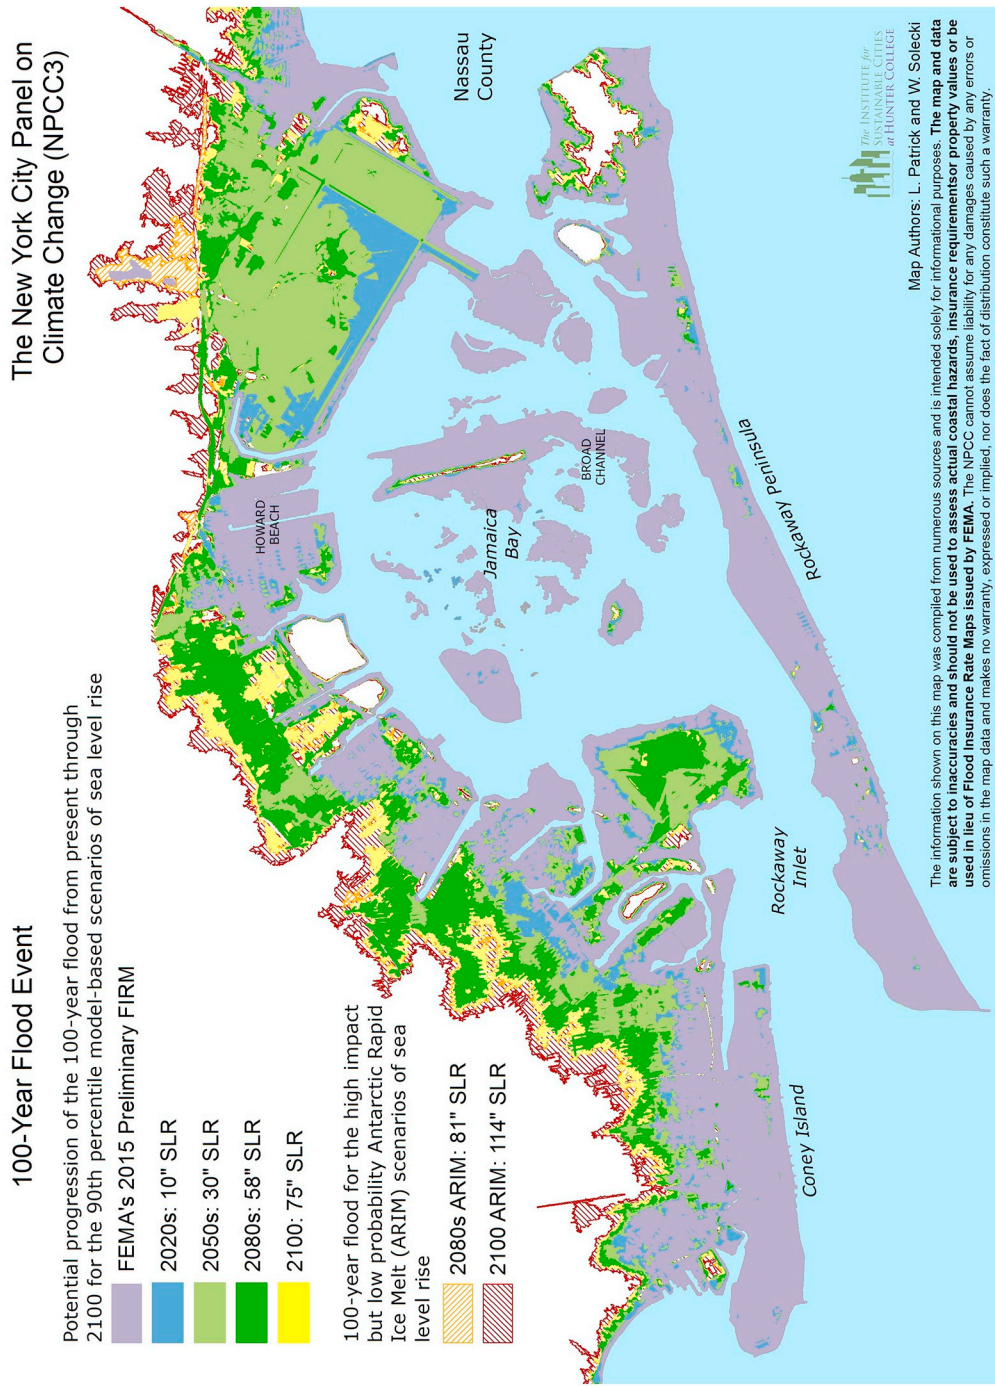 100-Year Flood Event
The New York City Panel on
Climate Change (NPCC3)
Potential progression of the 100-year flood from present through
2100 for the 90th percentile model-based scenarios of sea level rise
FEMA's 2015 Preliminary FIRM
2020s: 10" SLR
2050s: 30" SLR
2080s: 58" SLR
2100: 75" SLR
100-year flood for the high impact
but low probability Antarctic Rapid
Ice Melt (ARIM) scenarios of sea
level rise
2080s ARIM: 81" SLR
2100 ARIM: 114" SLR
HOWARD
BEACH
Jamaica
Bay
BROAD
CHANNEL
Nassau
County
Rockaway Peninsula
Rockaway
Inlet
Coney Island
The INSTITUTE for
SUSTAINABLE CITIES
at HUNTER COLLEGE
Map Authors: L. Patrick and W. Solecki
The information shown on this map was compiled from numerous sources and is intended solely for informational purposes. The map and data
are subject to inaccuracies and should not be used to assess actual coastal hazards, insurance requirementsor property values or be
used in lieu of Flood Insurance Rate Maps issued by FEMA. The NPCC cannot assume liability for any damages caused by any errors or
omissions in the map data and makes no warranty, expressed or implied, nor does the fact of distribution constitute such a warranty.